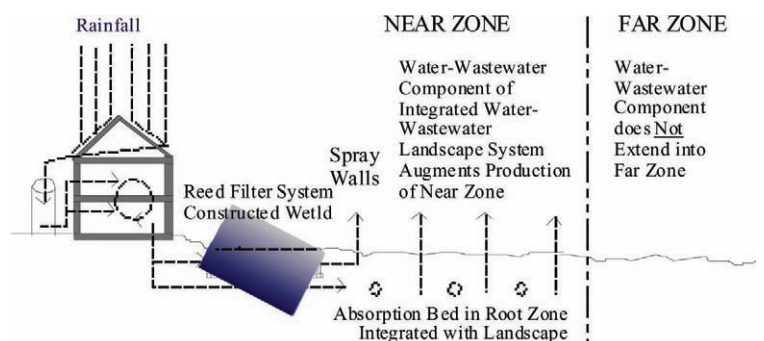 Rainfall
NEAR ZONE
FAR ZONE
Water-Wastewater
Component of
Integrated Water-
Wastewater
Landscape System
Augments Production
of Near Zone
Water-
Wastewater
Component
does Not
Extend into
Far Zone
Spray
Walls
Reed Filter System
Constructed Wetld
Absorption Bed in Root Zone
Integrated with Landscape